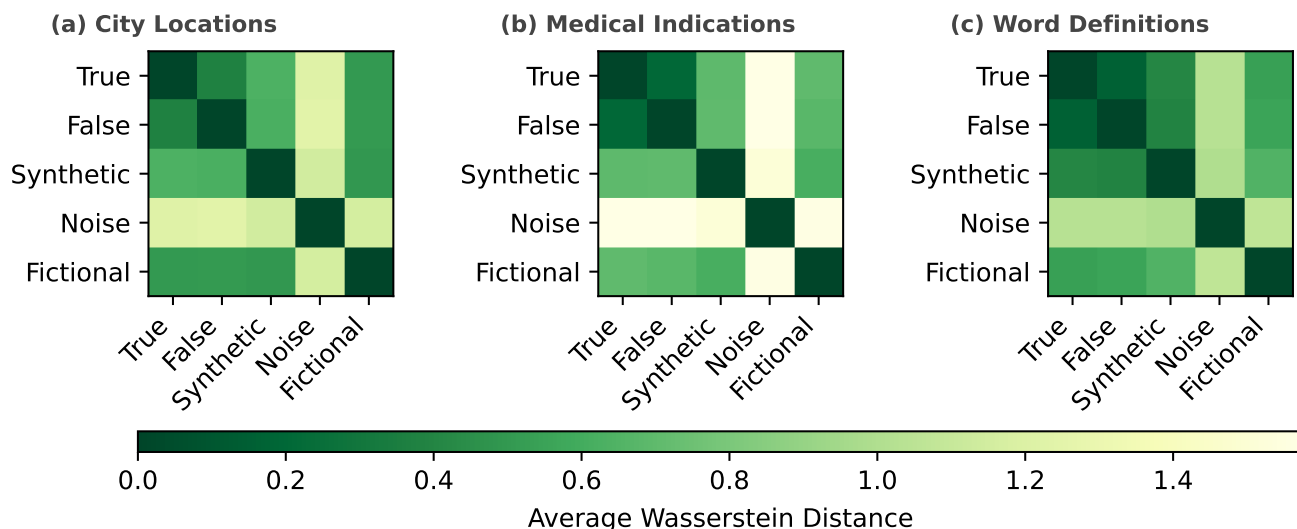 (a) City Locations
(b) Medical Indications
(c) Word Definitions
True
False
Synthetic
Noise
Fictional
True
False
Synthetic
Noise
Fictional
True
False
Synthetic
Noise
Fictional
True
False
Synthetic
Noise
Fictional
True
False
Synthetic
Noise
Fictional
True
False
Synthetic
Noise
Fictional
0.0 0.2 0.4 0.6 0.8 1.0 1.2 1.4
Average Wasserstein Distance